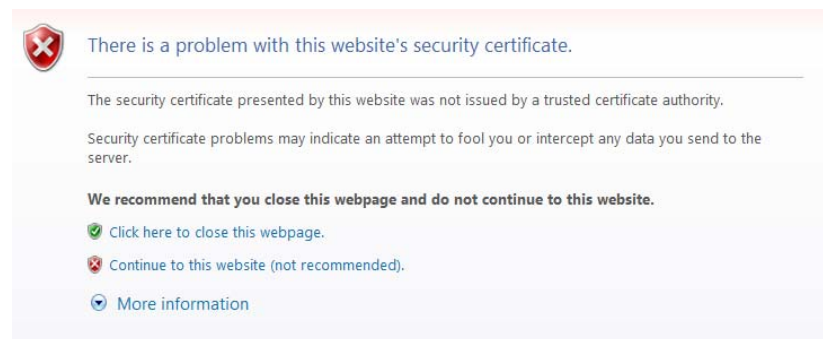 There is a problem with this website's security certificate.
The security certificate presented by this website was not issued by a trusted certificate authority.
Security certificate problems may indicate an attempt to fool you or intercept any data you send to the
server.
We recommend that you close this webpage and do not continue to this website.
Click here to close this webpage.
Continue to this website (not recommended).
More information